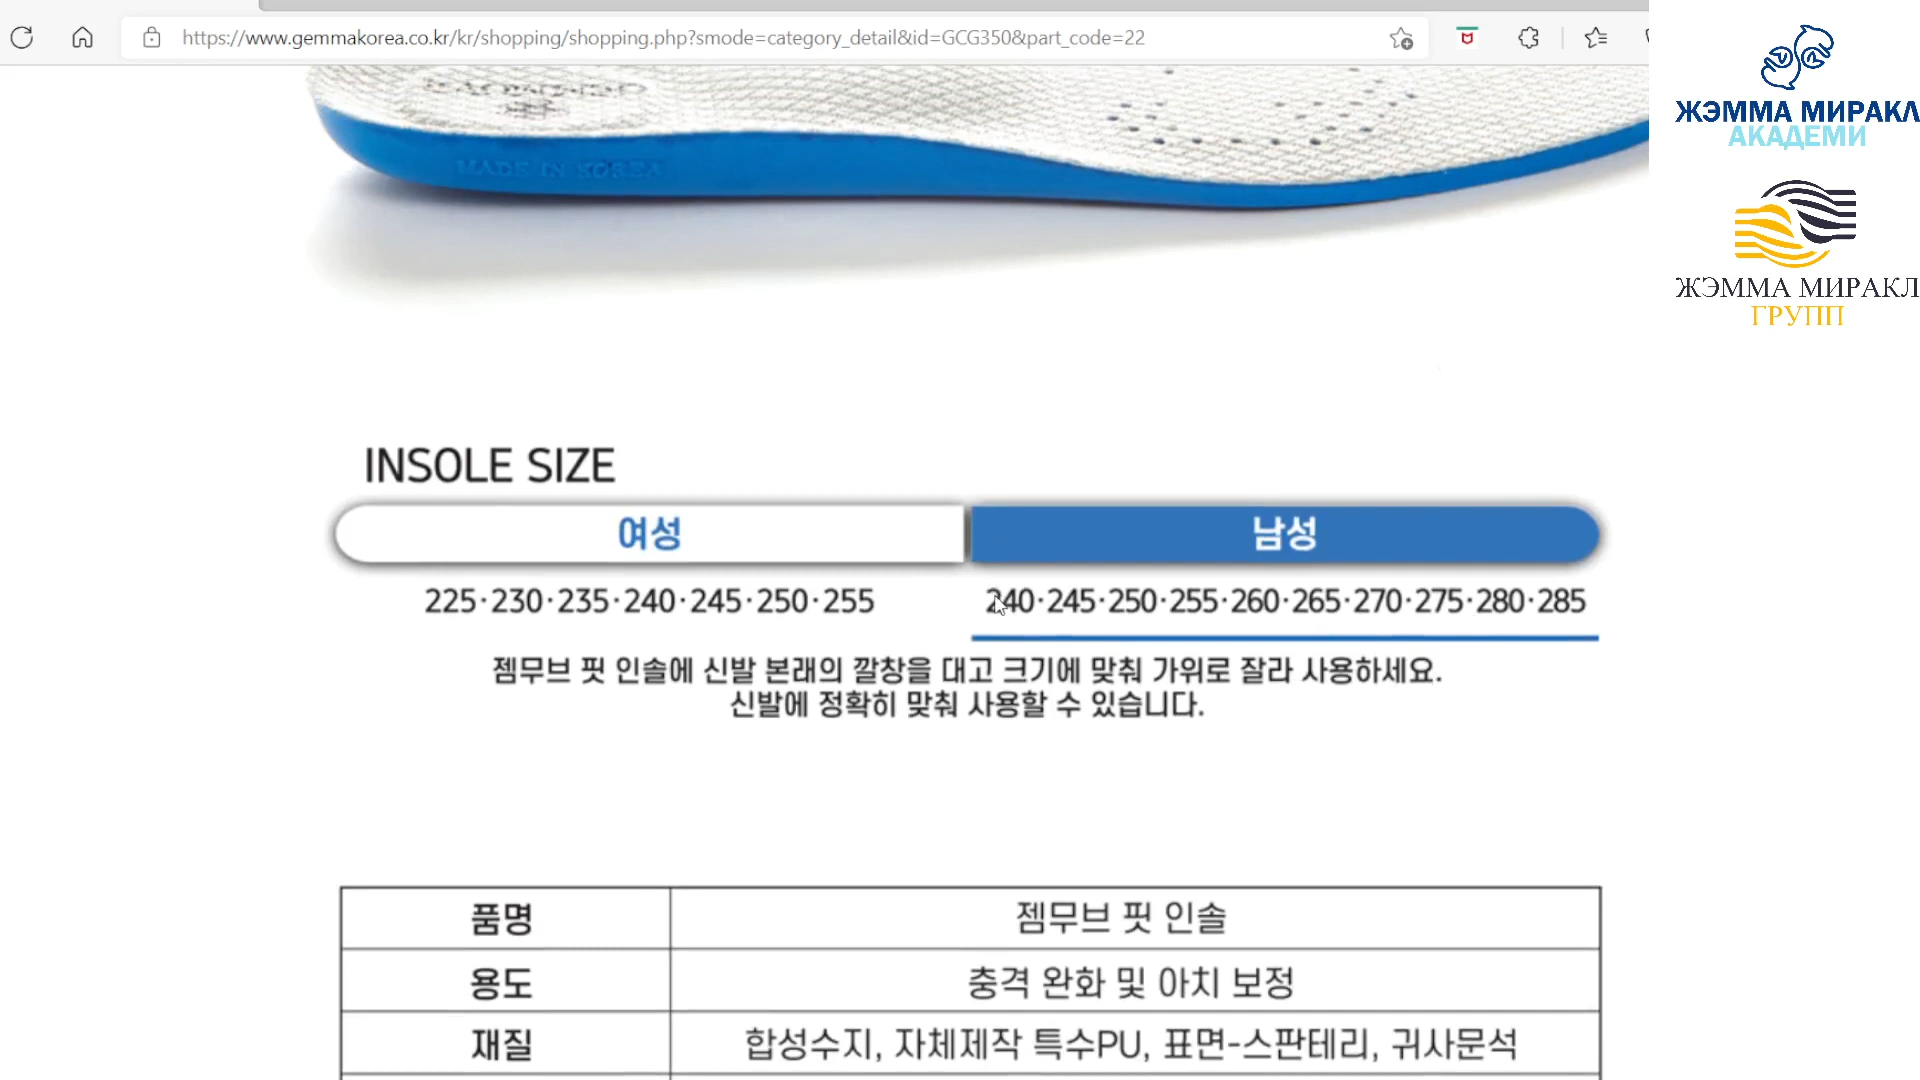 https://www.gemmakorea.co.kr/kr/shopping/shopping.php?smode=category_detail&id=GCG350&part_code=22
ЖЭММА МИРАКЛ
АКАДЕМИ
ЖЭММА МИРАКЛ
ГРУПП
MADE IN KOREA
INSOLE SIZE
여성
남성
225·230·235·240·245·250·255
240·245·250·255·260·265·270·275·280·285
젬무브 핏 인솔에 신발 본래의 깔창을 대고 크기에 맞춰 가위로 잘라 사용하세요.
신발에 정확히 맞춰 사용할 수 있습니다.
품명 젬무브 핏 인솔
용도 충격 완화 및 아치 보정
재질 합성수지, 자체제작 특수PU, 표면-스판테리, 귀사문석